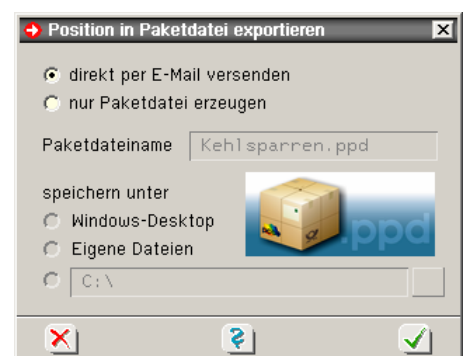 Position in Paketdatei exportieren
direkt per E-Mail versenden
nur Paketdatei erzeugen
Paketdateiname Kehlsparren.ppd
speichern unter
Windows-Desktop
.ppd
Eigene Dateien
C:\